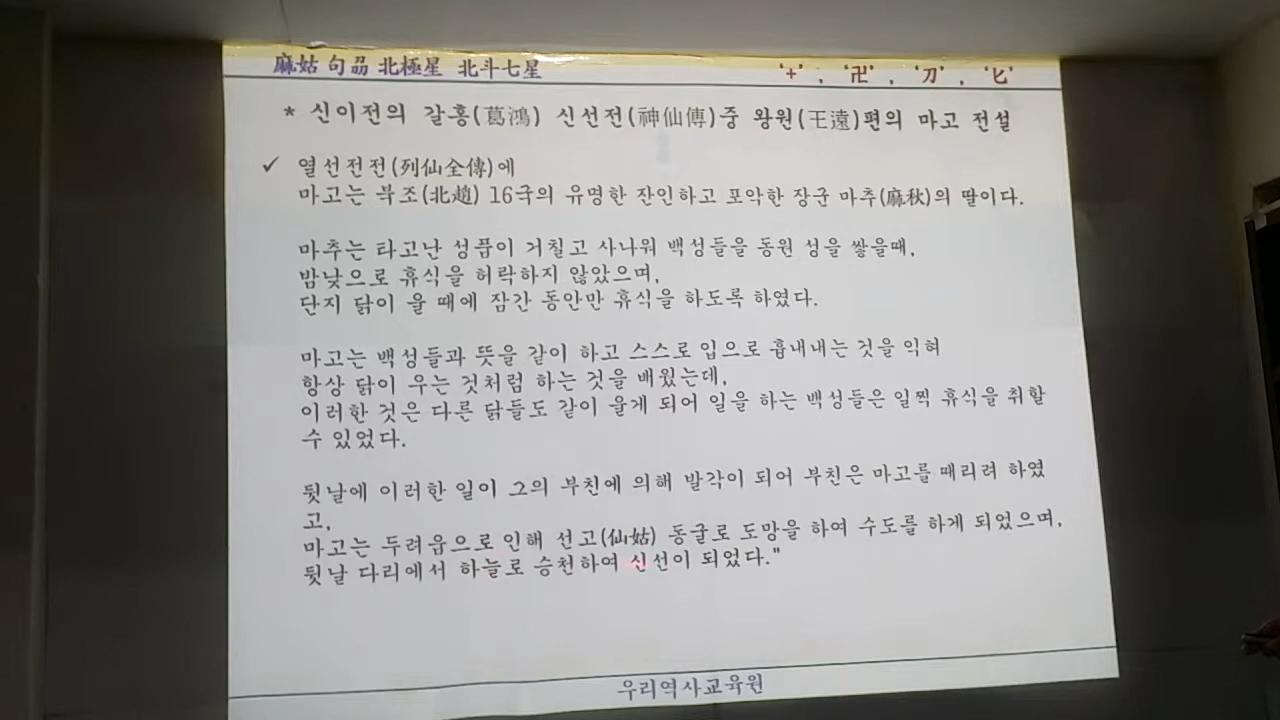 麻姑 句茘 北極星 北斗七星
'+', '卍', '刀', '匕'
* 신이전의 갈홍(葛鴻) 신선전(神仙傳)중 왕원(王遠)편의 마고 전설
✓ 열선전전(列仙全傳)에
마고는 북조(北趙) 16국의 유명한 잔인하고 포악한 장군 마추(麻秋)의 딸이다.
마추는 타고난 성품이 거칠고 사나워 백성들을 동원 성을 쌓을때,
밤낮으로 휴식을 허락하지 않았으며,
단지 닭이 울 때에 잠간 동안만 휴식을 하도록 하였다.
마고는 백성들과 뜻을 같이 하고 스스로 입으로 흉내내는 것을 익혀
항상 닭이 우는 것처럼 하는 것을 배웠는데,
이러한 것은 다른 닭들도 같이 울게 되어 일을 하는 백성들은 일찍 휴식을 취할
수 있었다.
뒷날에 이러한 일이 그의 부친에 의해 발각이 되어 부친은 마고를 때리려 하였
고,
마고는 두려움으로 인해 선고(仙姑) 동굴로 도망을 하여 수도를 하게 되었으며,
뒷날 다리에서 하늘로 승천하여 신선이 되었다."
우리역사교육원